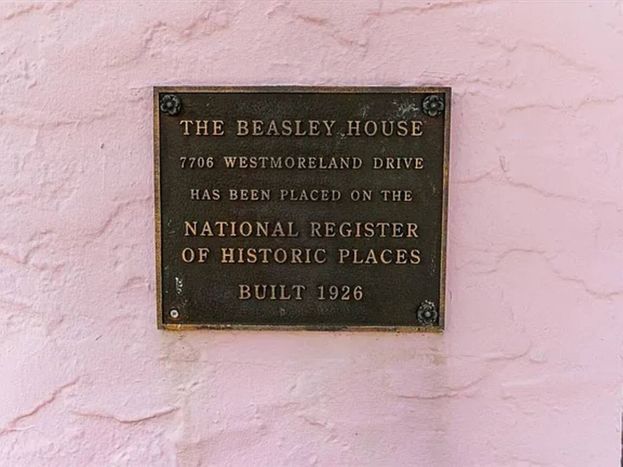 THE BEASLEY HOUSE
7706 WESTMORELAND DRIVE
HAS BEEN PLACED ON THE
NATIONAL REGISTER
OF HISTORIC PLACES
BUILT 1926